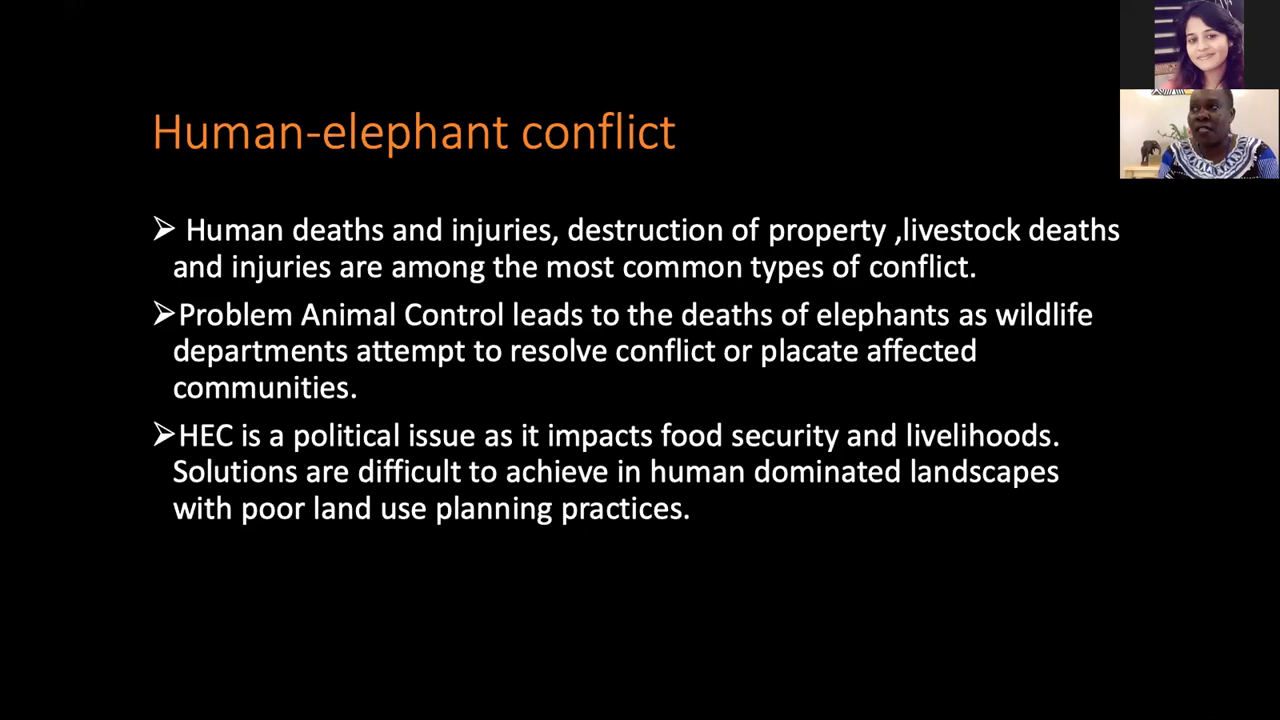 Human-elephant conflict
➢ Human deaths and injuries, destruction of property ,livestock deaths
and injuries are among the most common types of conflict.
➢Problem Animal Control leads to the deaths of elephants as wildlife
departments attempt to resolve conflict or placate affected
communities.
➢HEC is a political issue as it impacts food security and livelihoods.
Solutions are difficult to achieve in human dominated landscapes
with poor land use planning practices.